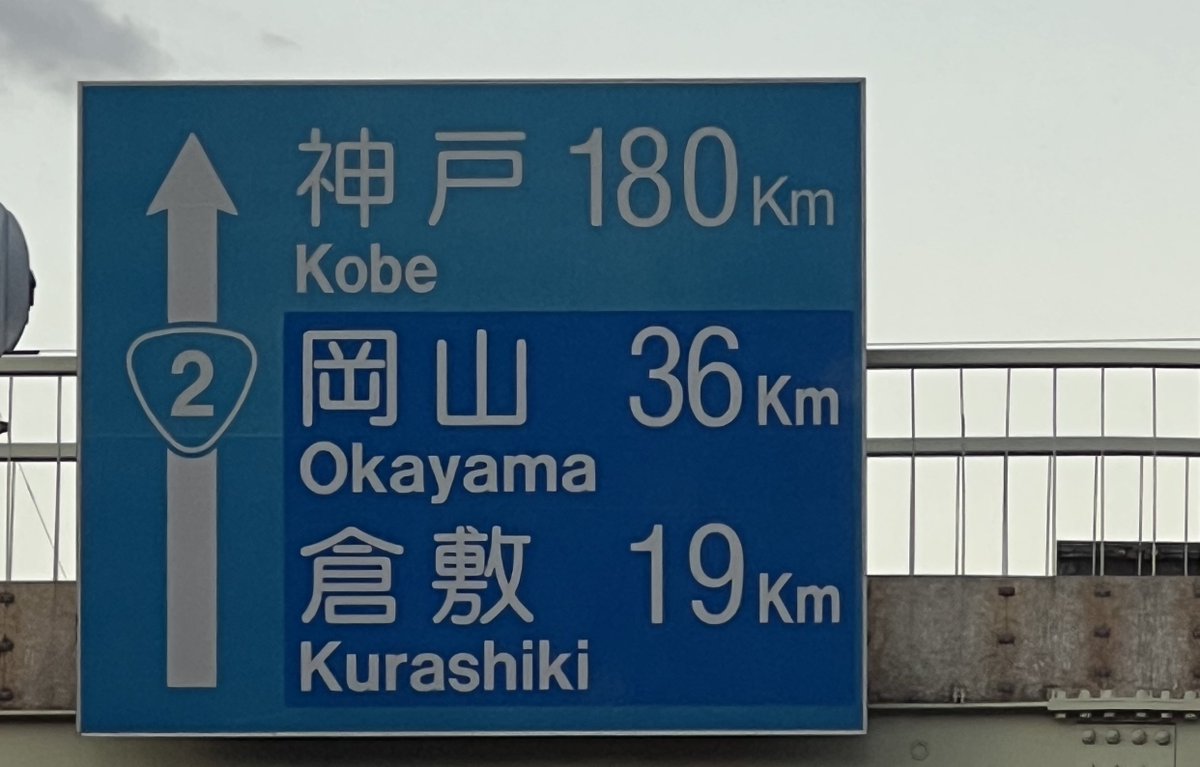 神戸 180Km
Kobe
2
岡山 36Km
Okayama
倉敷 19Km
Kurashiki